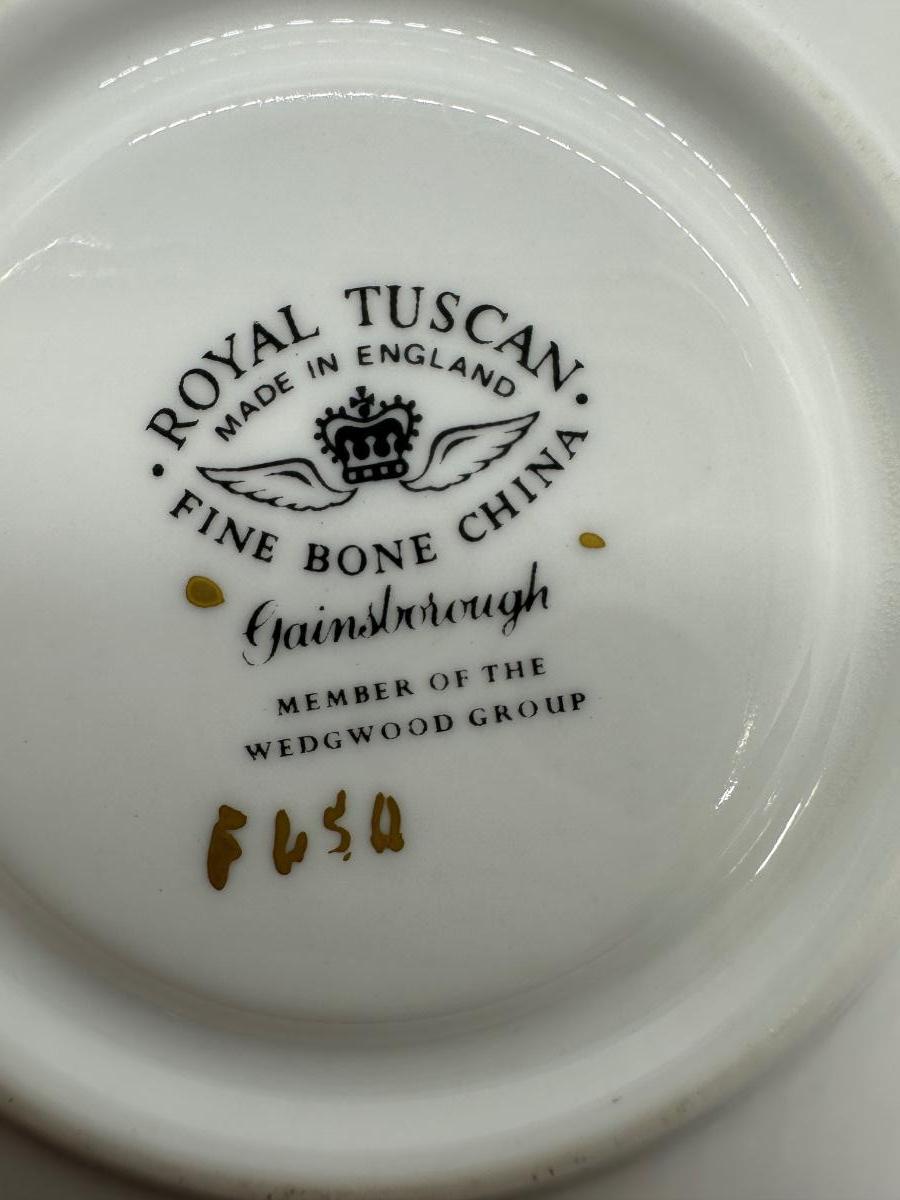 ROYAL TUSCAN
MADE IN ENGLAND
FINE BONE CHINA
Gainsborough
MEMBER OF THE
WEDGWOOD GROUP